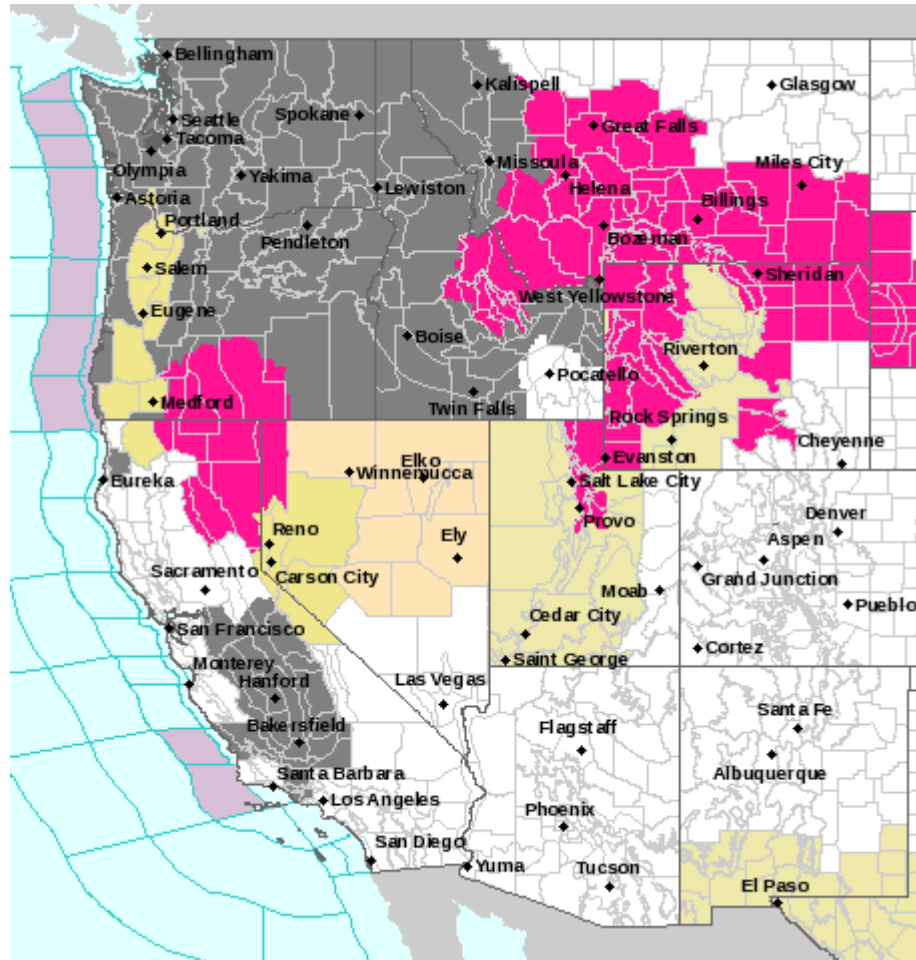 Bellingham
Kalispell
Glasgow
Seattle
Spokane
Tacoma
Great Falls
Olympia
Missoula
Miles City
Yakima
Lewiston
Helena
Astoria
Billings
Portland
Pendleton
Bozeman
Salem
Sheridan
West Yellowstone
Eugene
Boise
Riverton
Pocatello
Medford
Twin Falls
Rock Springs
Cheyenne
Elko
Evanston
Winnemucca
Eureka
Salt Lake City
Provo
Denver
Reno
Ely
Aspen
Sacramento
Carson City
Grand Junction
Moab
Pueblo
Cedar City
San Francisco
Cortez
Saint George
Monterey
Hanford
Las Vegas
Santa Fe
Bakersfield
Flagstaff
Albuquerque
Santa Barbara
Los Angeles
Phoenix
San Diego
Yuma
Tucson
El Paso